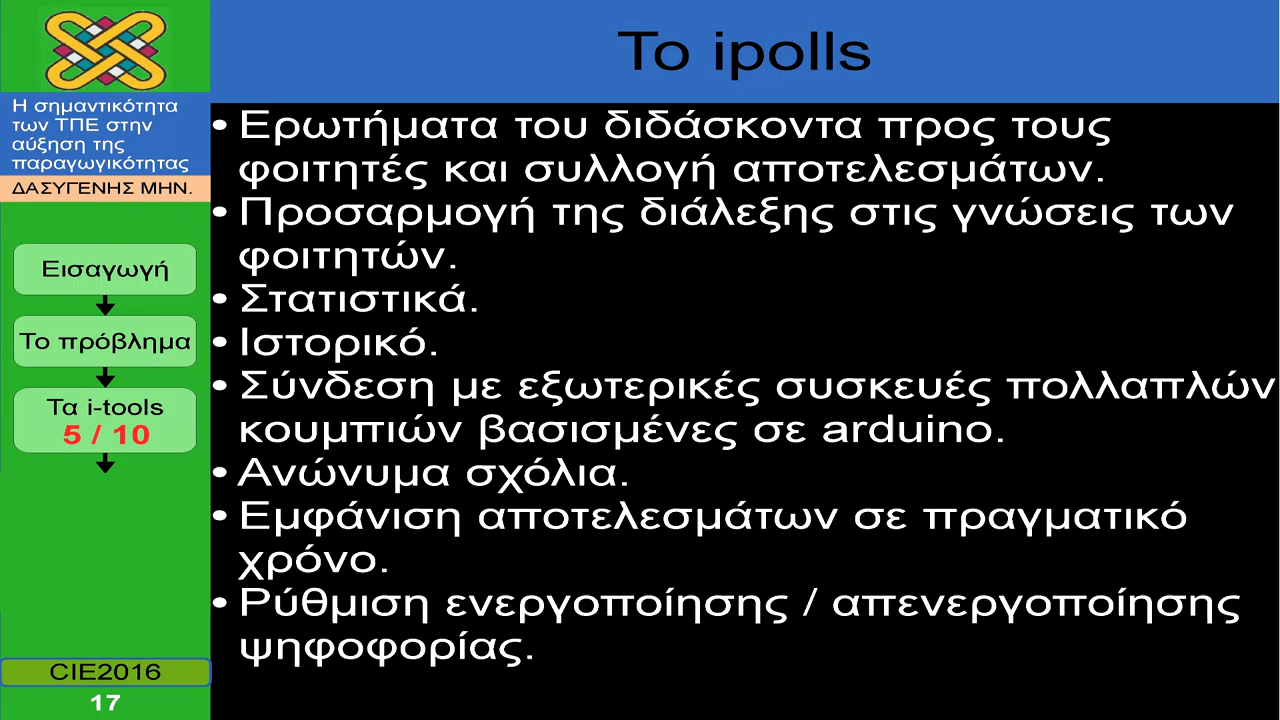 Το ipolls
Η σημαντικότητα
των ΤΠΕ στην
αύξηση της
παραγωγικότητας
ΔΑΣΥΓΕΝΗΣ ΜΗΝ.
Εισαγωγή
Το πρόβλημα
Τα i-tools
5 / 10
• Ερωτήματα του διδάσκοντα προς τους
φοιτητές και συλλογή αποτελεσμάτων.
• Προσαρμογή της διάλεξης στις γνώσεις των
φοιτητών.
• Στατιστικά.
• Ιστορικό.
• Σύνδεση με εξωτερικές συσκευές πολλαπλών
κουμπιών βασισμένες σε arduino.
• Ανώνυμα σχόλια.
• Εμφάνιση αποτελεσμάτων σε πραγματικό
χρόνο.
• Ρύθμιση ενεργοποίησης / απενεργοποίησης
ψηφοφορίας.
CIE2016
17